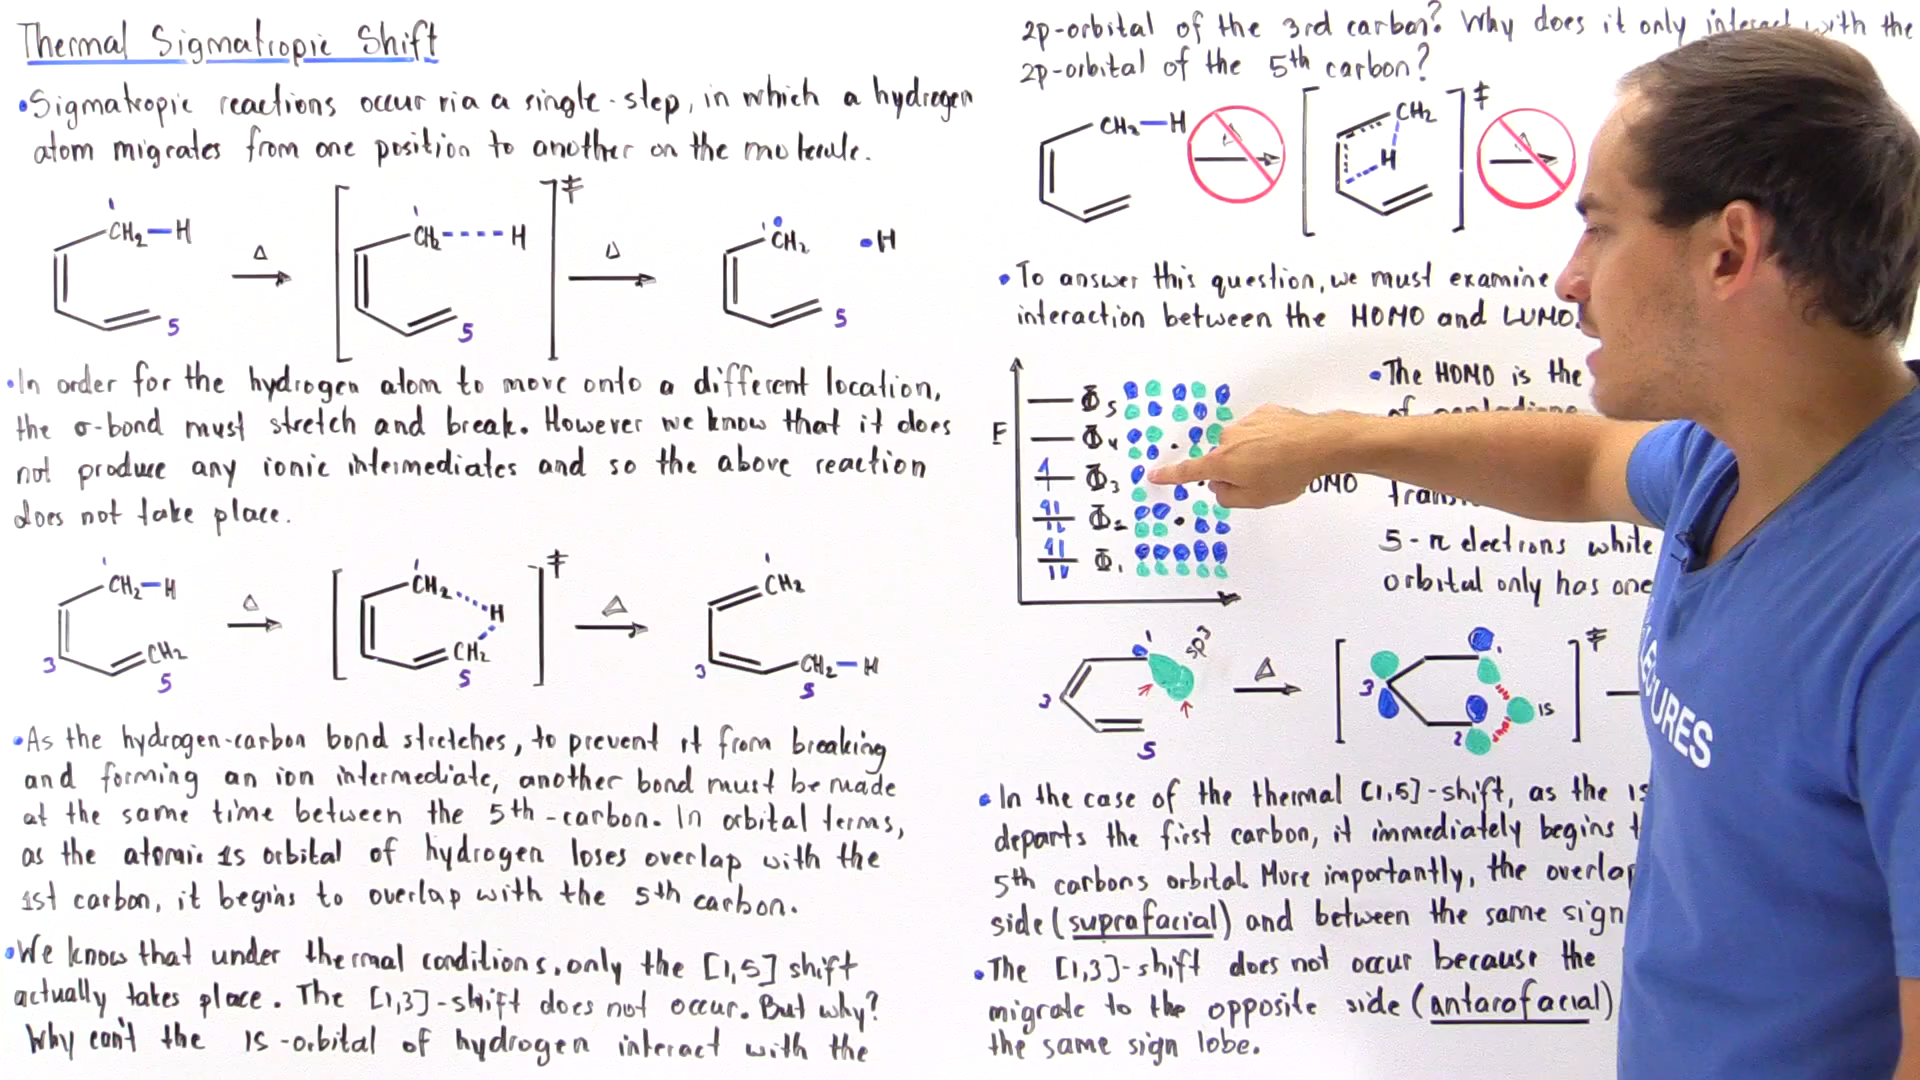 Thermal Sigmatropic Shift
•Sigmatropic reactions occur via a single-step, in which a hydrogen
atom migrates from one position to another on the molecule.
1
CH2—H
Δ
5
1
CH2----H
5
‡
Δ
CH2
•H
5
•In order for the hydrogen atom to move onto a different location,
the σ-bond must stretch and break. However we know that it does
not produce any ionic intermediates and so the above reaction
does not take place.
1
CH2—H
3
CH2
5
Δ
1
CH2
H
CH2
5
‡
Δ
1
CH2
3
CH2—H
5
•As the hydrogen-carbon bond stretches, to prevent it from breaking
and forming an ion intermediate, another bond must be made
at the same time between the 5th-carbon. In orbital terms,
as the atomic 1s orbital of hydrogen loses overlap with the
1st carbon, it begins to overlap with the 5th carbon.
•We know that under thermal conditions, only the [1,5] shift
actually takes place. The [1,3]-shift does not occur. But why?
Why can't the 1S-orbital of hydrogen interact with the
2p-orbital of the 3rd carbon? Why does it only interact with the
2p-orbital of the 5th carbon?
CH2—H
Δ
CH2
H
‡
Δ
•To answer this question, we must examine
interaction between the HOMO and LUMO.
E
Φ5
Φ4
Φ3
Φ2
Φ1
OMO
•The HOMO is the
of
trans
5-π electrons while
orbital only has one
1
sp3
3
5
Δ
3
1
2
1S
‡
•In the case of the thermal [1,5]-shift, as the 1s
departs the first carbon, it immediately begins t
5th carbons orbital. More importantly, the overlap
side (suprafacial) and between the same sign
•The [1,3]-shift does not occur because the
migrate to the opposite side (antarofacial)
the same sign lobe.
LECTURES